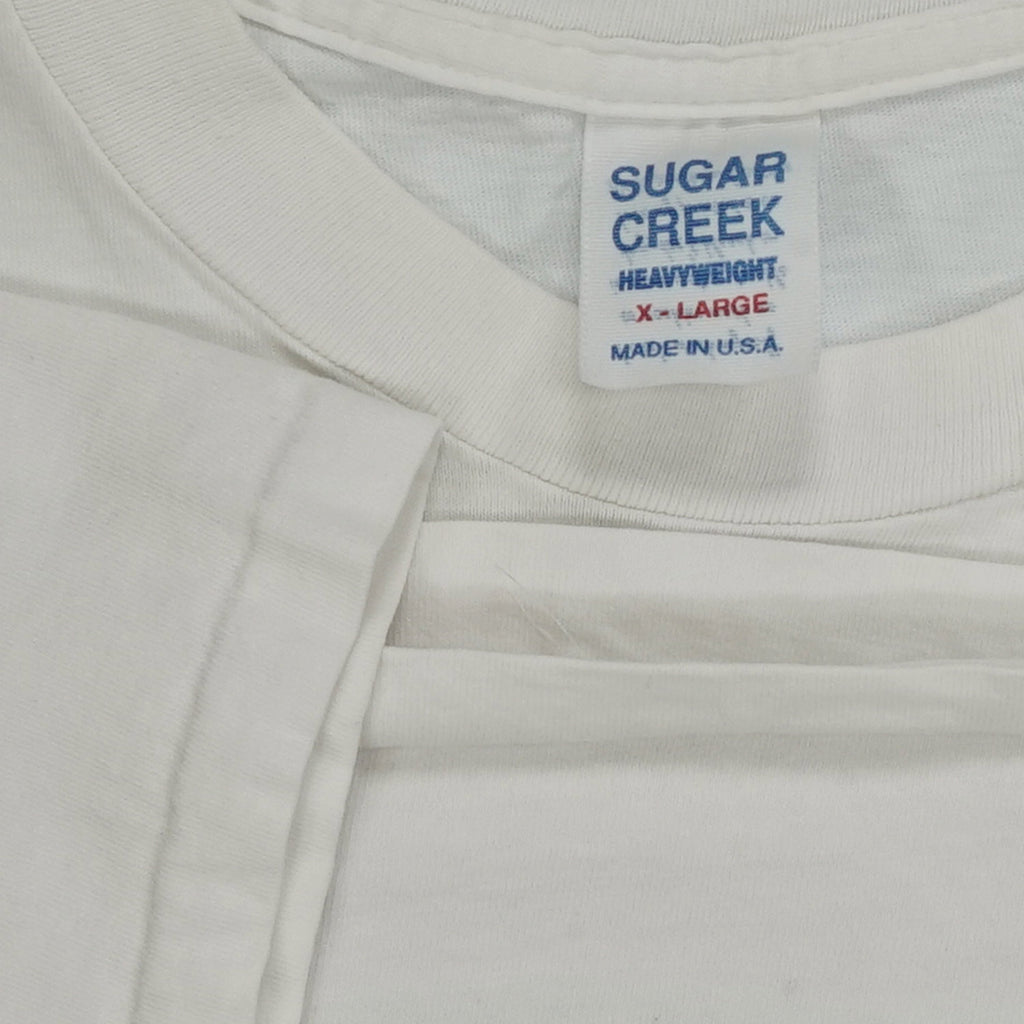 SUGAR
CREEK
HEAVYWEIGHT
X-LARGE
MADE IN U.S.A.